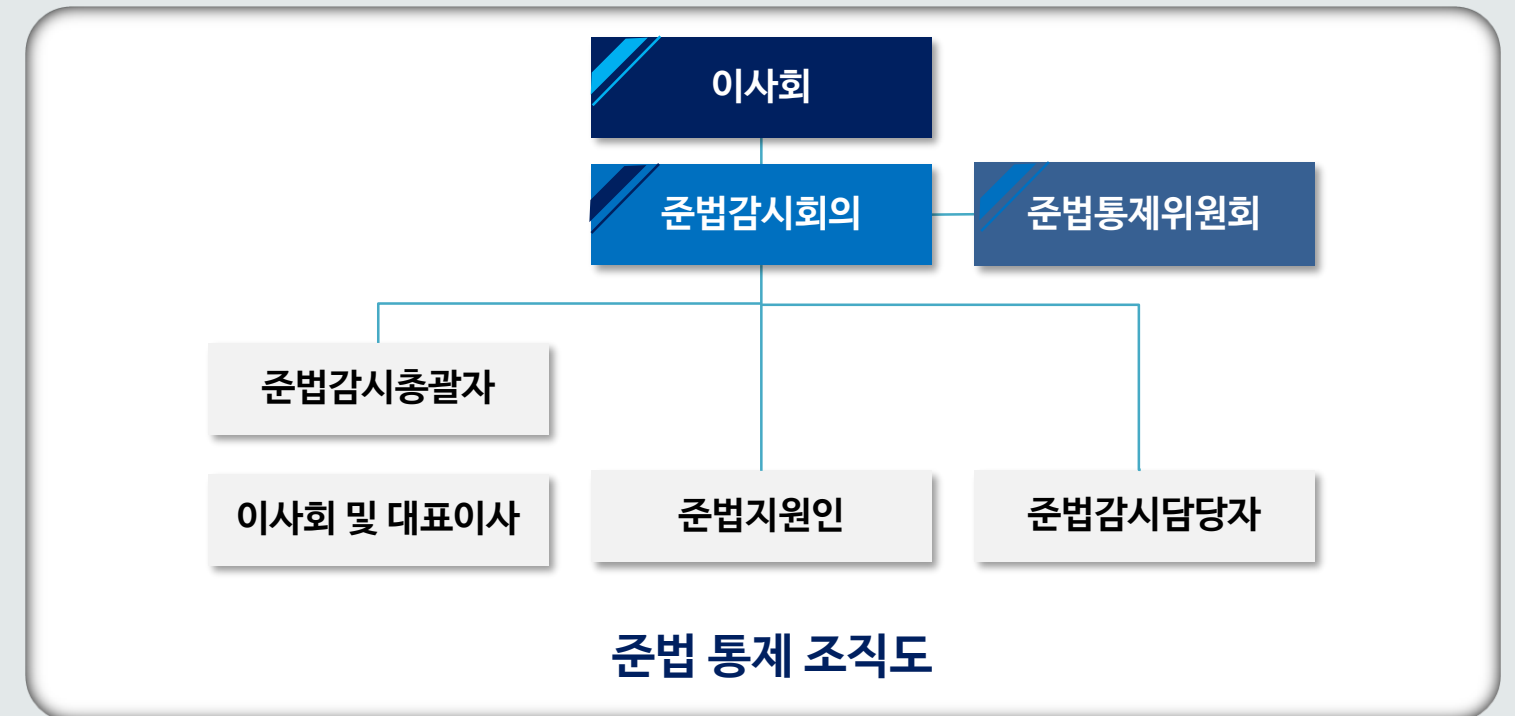 이사회
준법감시회의
준법통제위원회
준법감시총괄자
이사회 및 대표이사
준법지원인
준법감시담당자
준법 통제 조직도